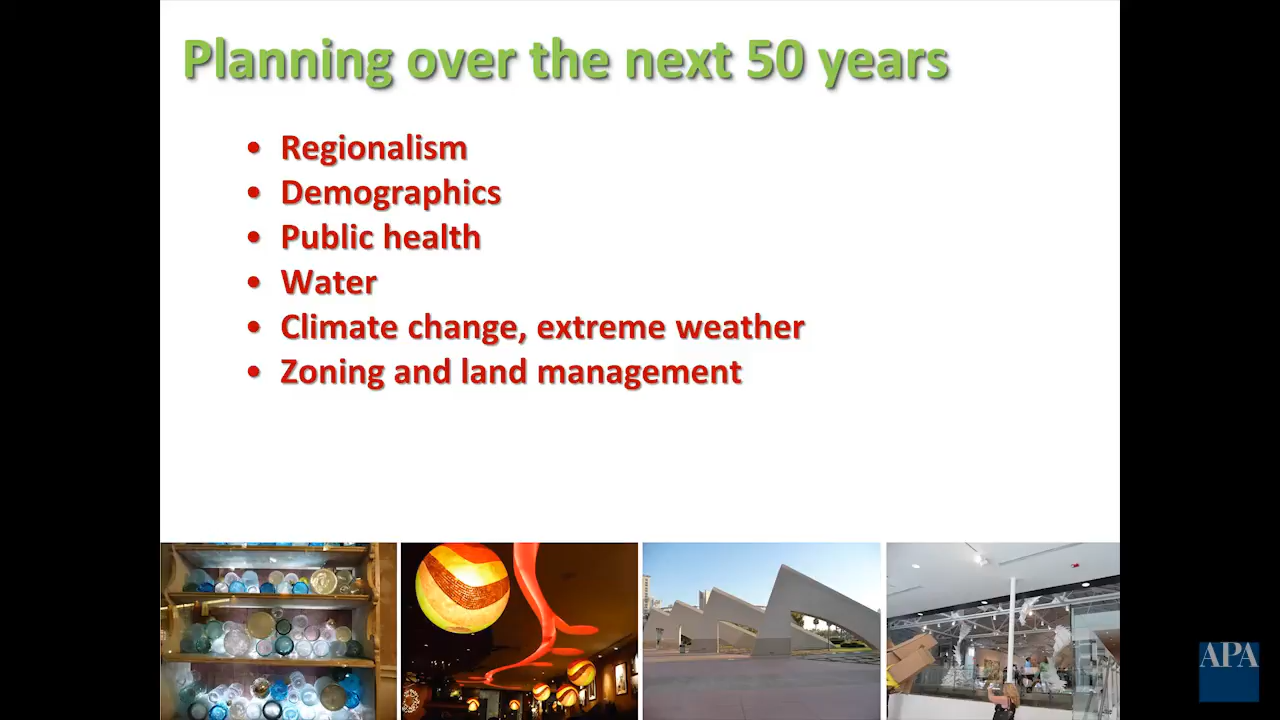 Planning over the next 50 years
• Regionalism
• Demographics
• Public health
• Water
• Climate change, extreme weather
• Zoning and land management
APA